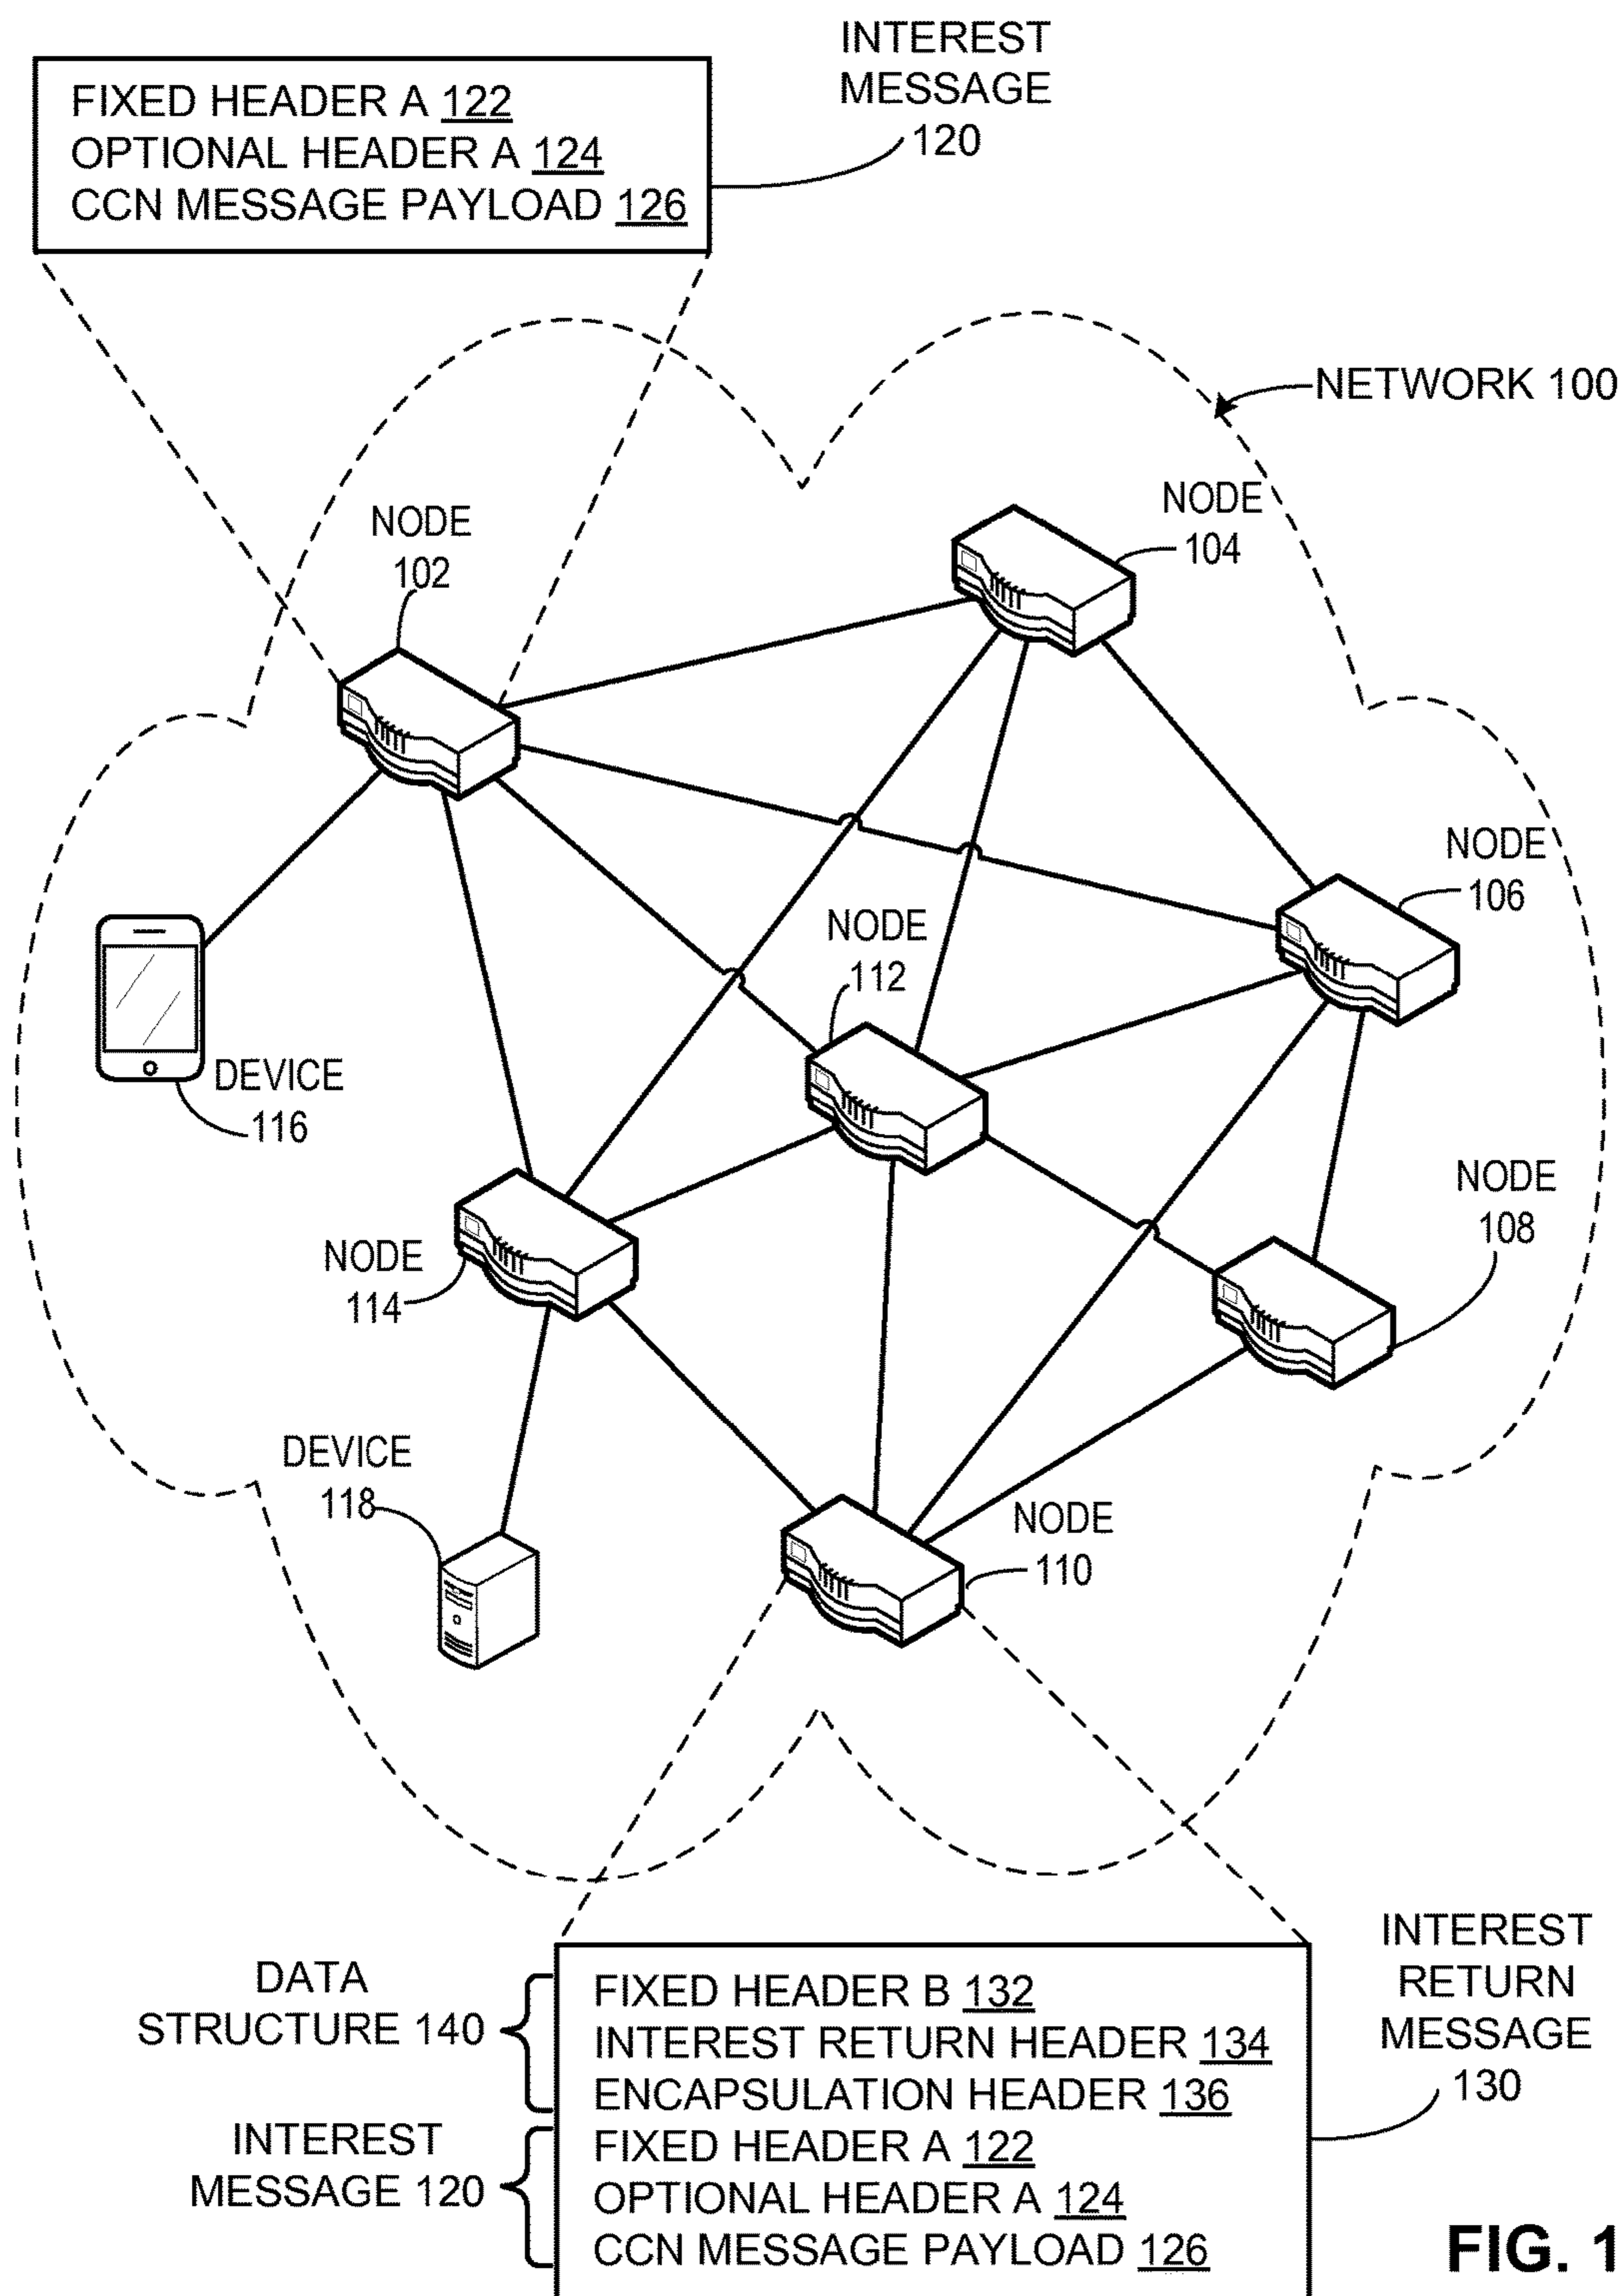 INTEREST
MESSAGE
120
FIXED HEADER A 122
OPTIONAL HEADER A 124
CCN MESSAGE PAYLOAD 126
NETWORK 100
NODE
104
NODE
102
NODE
106
NODE
112
DEVICE
116
NODE
108
NODE
114
DEVICE
118
NODE
110
DATA
STRUCTURE 140
INTEREST
MESSAGE 120
FIXED HEADER B 132
INTEREST RETURN HEADER 134
ENCAPSULATION HEADER 136
FIXED HEADER A 122
OPTIONAL HEADER A 124
CCN MESSAGE PAYLOAD 126
INTEREST
RETURN
MESSAGE
130
FIG. 1